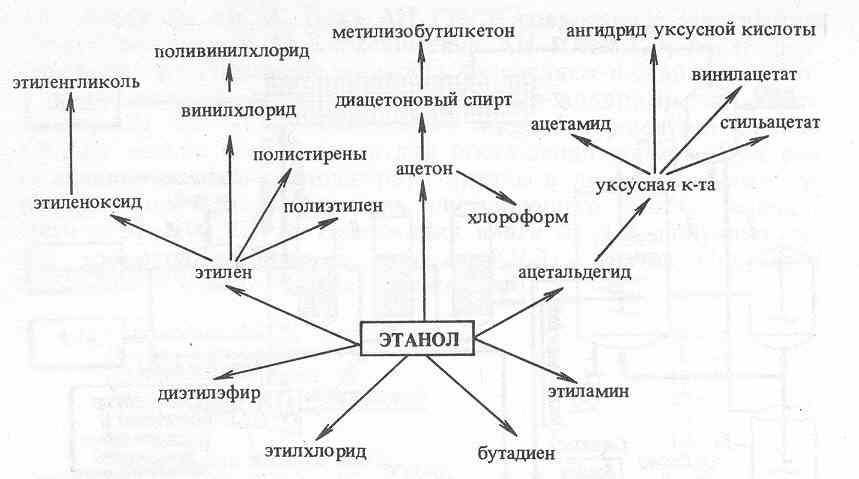 метилизобутилкетон
ангидрид уксусной кислоты
поливинилхлорид
этиленгликоль
винилацетат
винилхлорид
диацетоновый спирт
ацетамид
стильацетат
полистирены
ацетон
уксусная к-та
этиленоксид
полиэтилен
хлороформ
этилен
ацетальдегид
ЭТАНОЛ
диэтилэфир
этиламин
этилхлорид
бутадиен